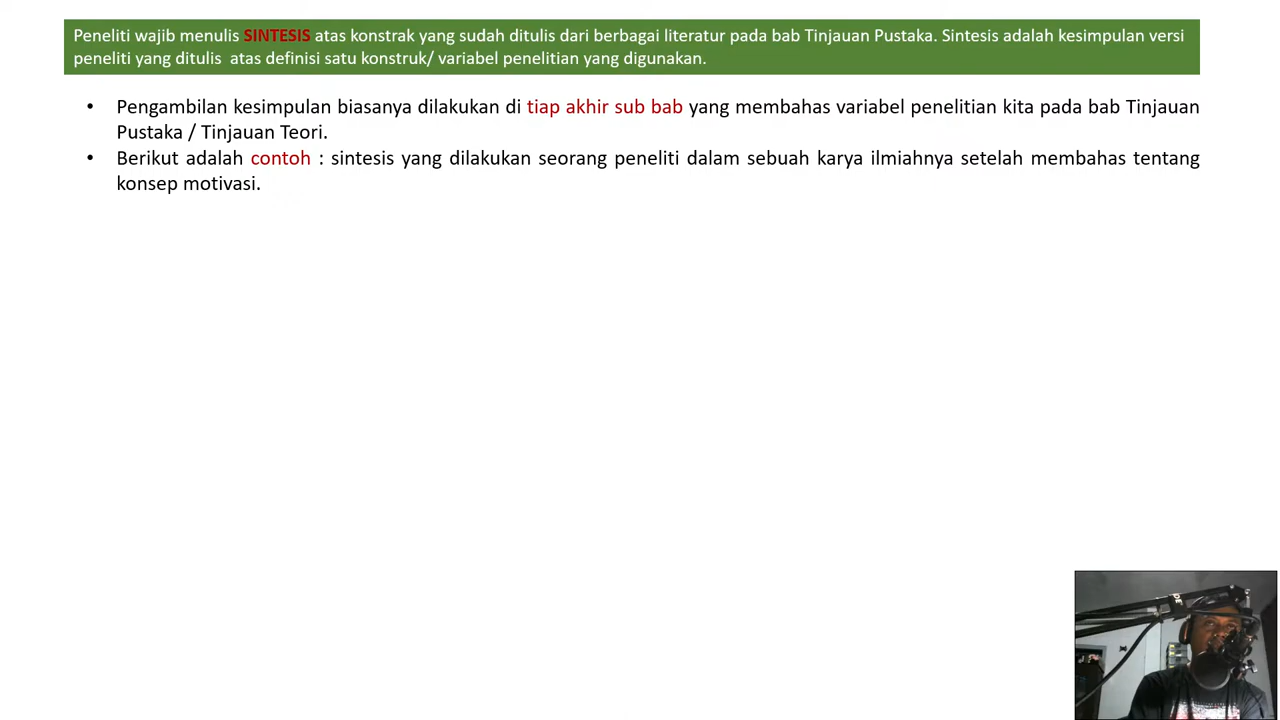 Peneliti wajib menulis SINTESIS atas konstrak yang sudah ditulis dari berbagai literatur pada bab Tinjauan Pustaka. Sintesis adalah kesimpulan versi
peneliti yang ditulis atas definisi satu konstruk/ variabel penelitian yang digunakan.
• Pengambilan kesimpulan biasanya dilakukan di tiap akhir sub bab yang membahas variabel penelitian kita pada bab Tinjauan
Pustaka / Tinjauan Teori.
• Berikut adalah contoh : sintesis yang dilakukan seorang peneliti dalam sebuah karya ilmiahnya setelah membahas tentang
konsep motivasi.